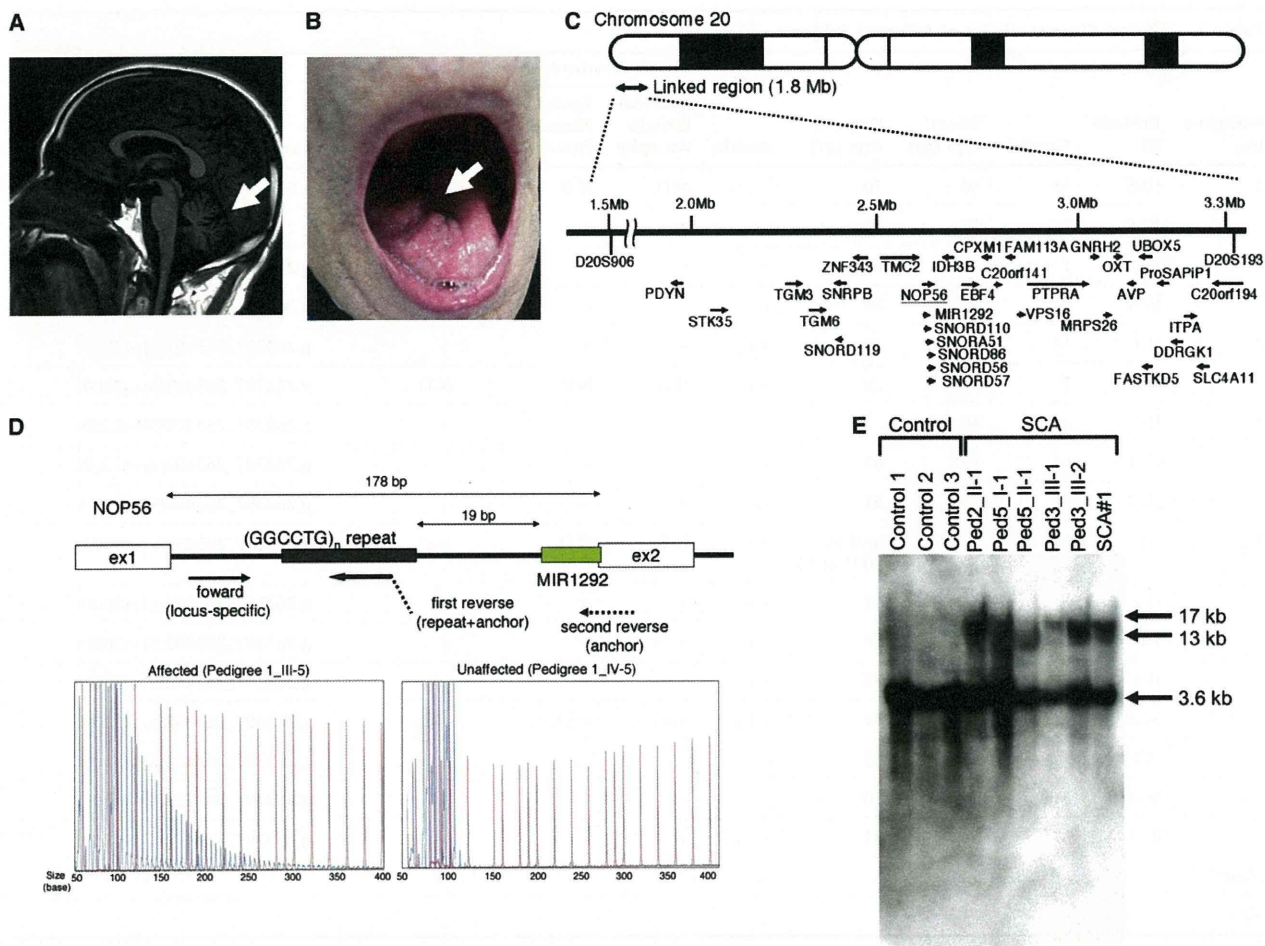 A
B
C
Chromosome 20
Linked region (1.8 Mb)
1.5Mb 2.0Mb 2.5Mb 3.0Mb 3.3Mb
D20S906
D20S193
CPXM1 FAM113A GNRH2 UBOX5
ZNF343 TMC2 IDH3B OXT
C20orf141 ProSAPiP1
PDYN TGM3 SNRPB NOP56 EBF4 PTPRA AVP C20orf194
STK35 TGM6 MIR1292 VPS16 MRPS26 ITPA
SNORD110
SNORD119 SNORA51 DDRGK1
SNORD86
SNORD56
SNORD57
FASTKD5 SLC4A11
D
NOP56
178 bp
19 bp
(GGCCTG)n repeat
ex1
ex2
MIR1292
foward
(locus-specific)
first reverse
(repeat+anchor)
second reverse
(anchor)
Affected (Pedigree 1_III-5)
Unaffected (Pedigree 1_IV-5)
Size
(base)
50 100 150 200 250 300 350 400
50 100 150 200 250 300 350 400
E
Control
SCA
Control 1
Control 2
Control 3
Ped2_II-1
Ped5_I-1
Ped5_II-1
Ped3_III-1
Ped3_III-2
SCA#1
17 kb
13 kb
3.6 kb